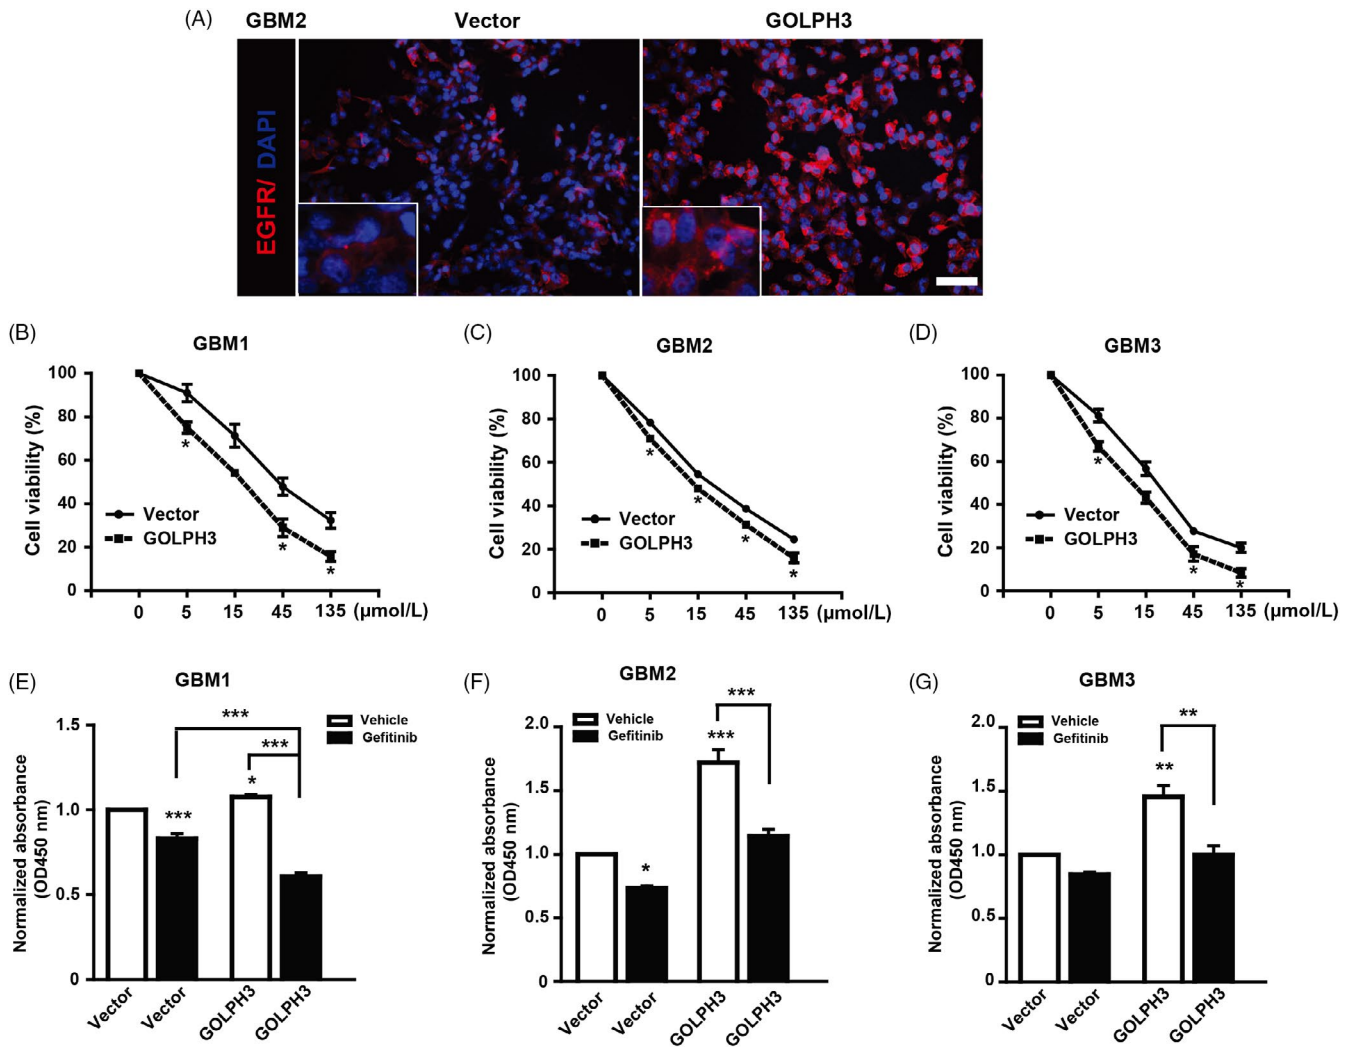 (A) GBM2 Vector GOLPH3
EGFR/ DAPI
(B) GBM1
Cell viability (%)
100
80
60
40
20
0
Vector
GOLPH3
*
*
*
0 5 15 45 135 (µmol/L)
(C) GBM2
Cell viability (%)
100
80
60
40
20
0
Vector
GOLPH3
*
*
*
*
0 5 15 45 135 (µmol/L)
(D) GBM3
Cell viability (%)
100
80
60
40
20
0
Vector
GOLPH3
*
*
*
0 5 15 45 135 (µmol/L)
(E) GBM1
Normalized absorbance
(OD450 nm)
1.5
1.0
0.5
0
Vehicle
Gefitinib
***
***
***
*
Vector Vector GOLPH3 GOLPH3
(F) GBM2
Normalized absorbance
(OD450 nm)
2.0
1.5
1.0
0.5
0
Vehicle
Gefitinib
***
***
*
Vector Vector GOLPH3 GOLPH3
(G) GBM3
Normalized absorbance
(OD450 nm)
2.0
1.5
1.0
0.5
0
Vehicle
Gefitinib
**
**
Vector Vector GOLPH3 GOLPH3